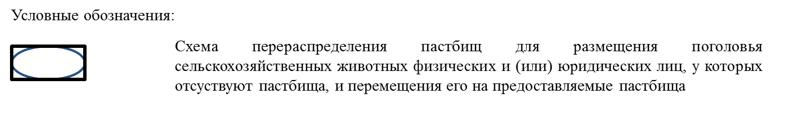 Условные обозначения:
Схема перераспределения пастбищ для размещения поголовья
сельскохозяйственных животных физических и (или) юридических лиц, у которых
отсуствуют пастбища, и перемещения его на предоставляемые пастбища